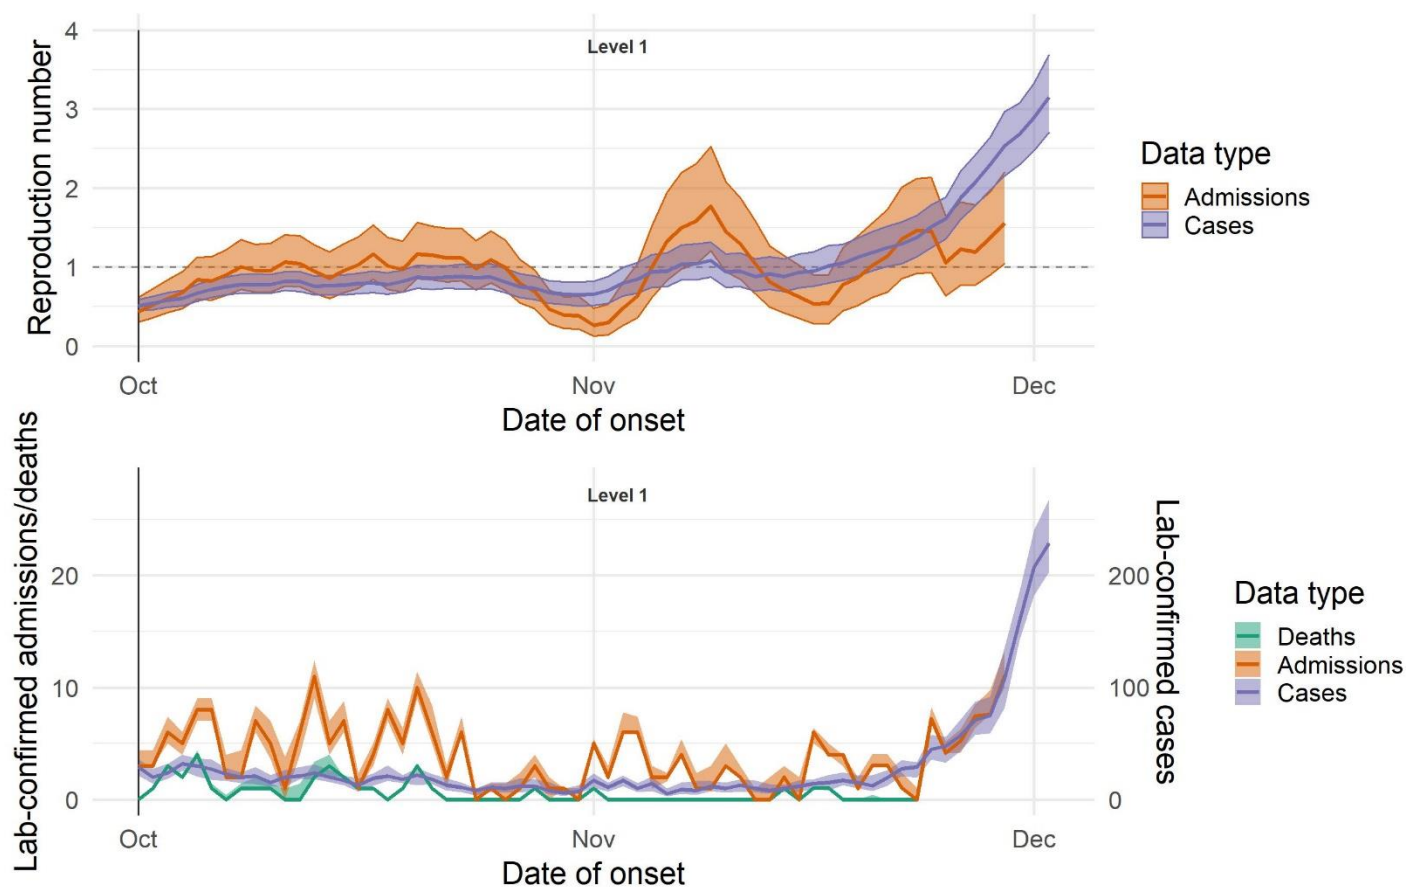 4
3
2
1
0
Reproduction number
Level 1
Oct
Nov
Dec
Date of onset
Data type
Admissions
Cases
Lab-confirmed admissions/deaths
20
10
0
Level 1
200
100
0
Lab-confirmed cases
Oct
Nov
Dec
Date of onset
Data type
Deaths
Admissions
Cases